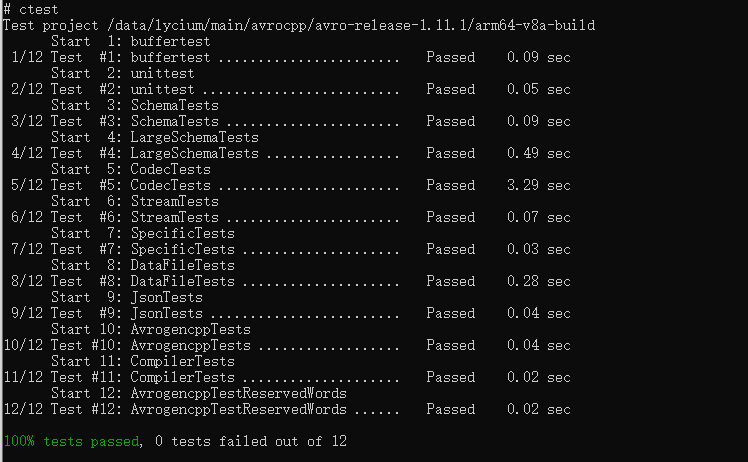 # ctest
Test project /data/lycium/main/avrocpp/avro-release-1.11.1/arm64-v8a-build
      Start  1: buffertest
 1/12 Test  #1: buffertest .......................   Passed    0.09 sec
      Start  2: unittest
 2/12 Test  #2: unittest .........................   Passed    0.05 sec
      Start  3: SchemaTests
 3/12 Test  #3: SchemaTests ......................   Passed    0.09 sec
      Start  4: LargeSchemaTests
 4/12 Test  #4: LargeSchemaTests .................   Passed    0.49 sec
      Start  5: CodecTests
 5/12 Test  #5: CodecTests .......................   Passed    3.29 sec
      Start  6: StreamTests
 6/12 Test  #6: StreamTests ......................   Passed    0.07 sec
      Start  7: SpecificTests
 7/12 Test  #7: SpecificTests ....................   Passed    0.03 sec
      Start  8: DataFileTests
 8/12 Test  #8: DataFileTests ....................   Passed    0.28 sec
      Start  9: JsonTests
 9/12 Test  #9: JsonTests ........................   Passed    0.04 sec
      Start 10: AvrogencppTests
10/12 Test #10: AvrogencppTests ..................   Passed    0.04 sec
      Start 11: CompilerTests
11/12 Test #11: CompilerTests ....................   Passed    0.02 sec
      Start 12: AvrogencppTestReservedWords
12/12 Test #12: AvrogencppTestReservedWords ......   Passed    0.02 sec
100% tests passed, 0 tests failed out of 12